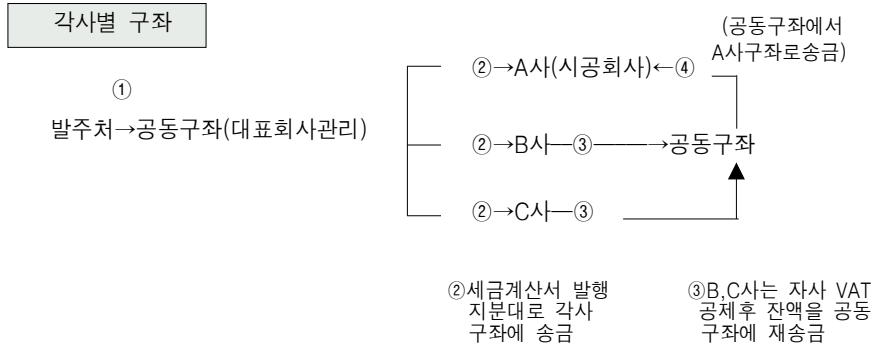 각사별 구좌
(공동구좌에서
A사구좌로송금)
②→A사(시공회사)←④
①
발주처→공동구좌(대표회사관리)
②→B사―③―――→공동구좌
②→C사―③
②세금계산서 발행
지분대로 각사
구좌에 송금
③B,C사는 자사 VAT
공제후 잔액을 공동
구좌에 재송금